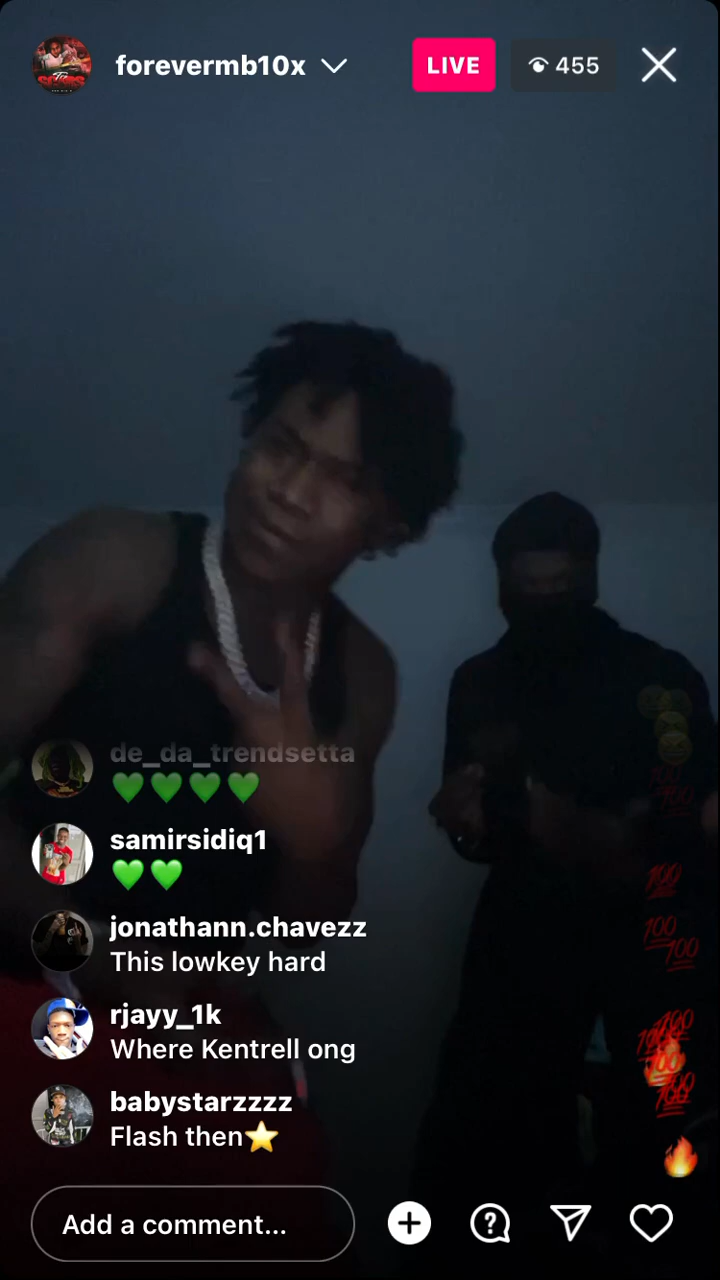 forevermb10x
LIVE
455
de_da_trendsetta
💚💚💚💚
samirsidiq1
💚💚
jonathann.chavezz
This lowkey hard
rjayy_1k
Where Kentrell ong
babystarzzzz
Flash then⭐
Add a comment...